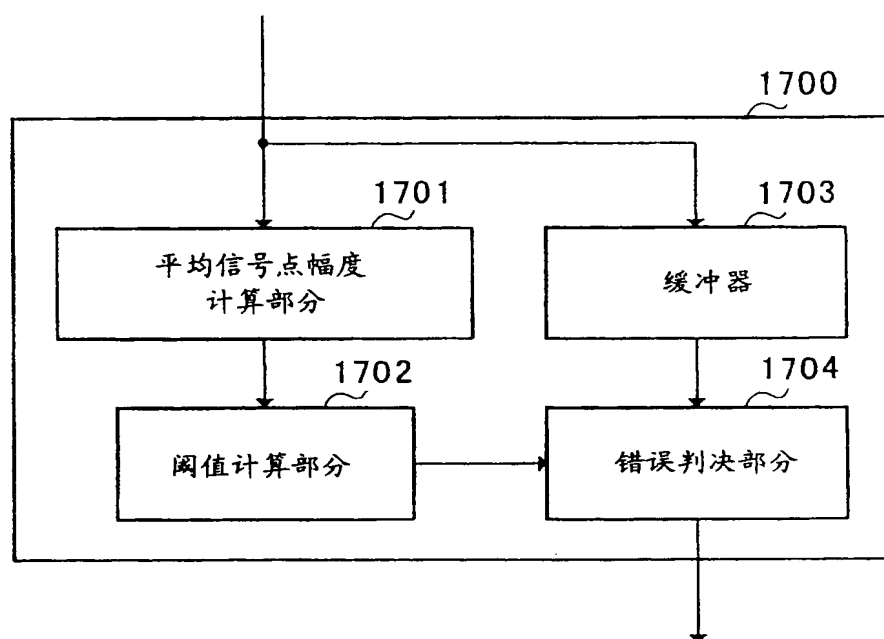 1700
1701
平均信号点幅度
计算部分
1703
缓冲器
1702
阈值计算部分
1704
错误判决部分